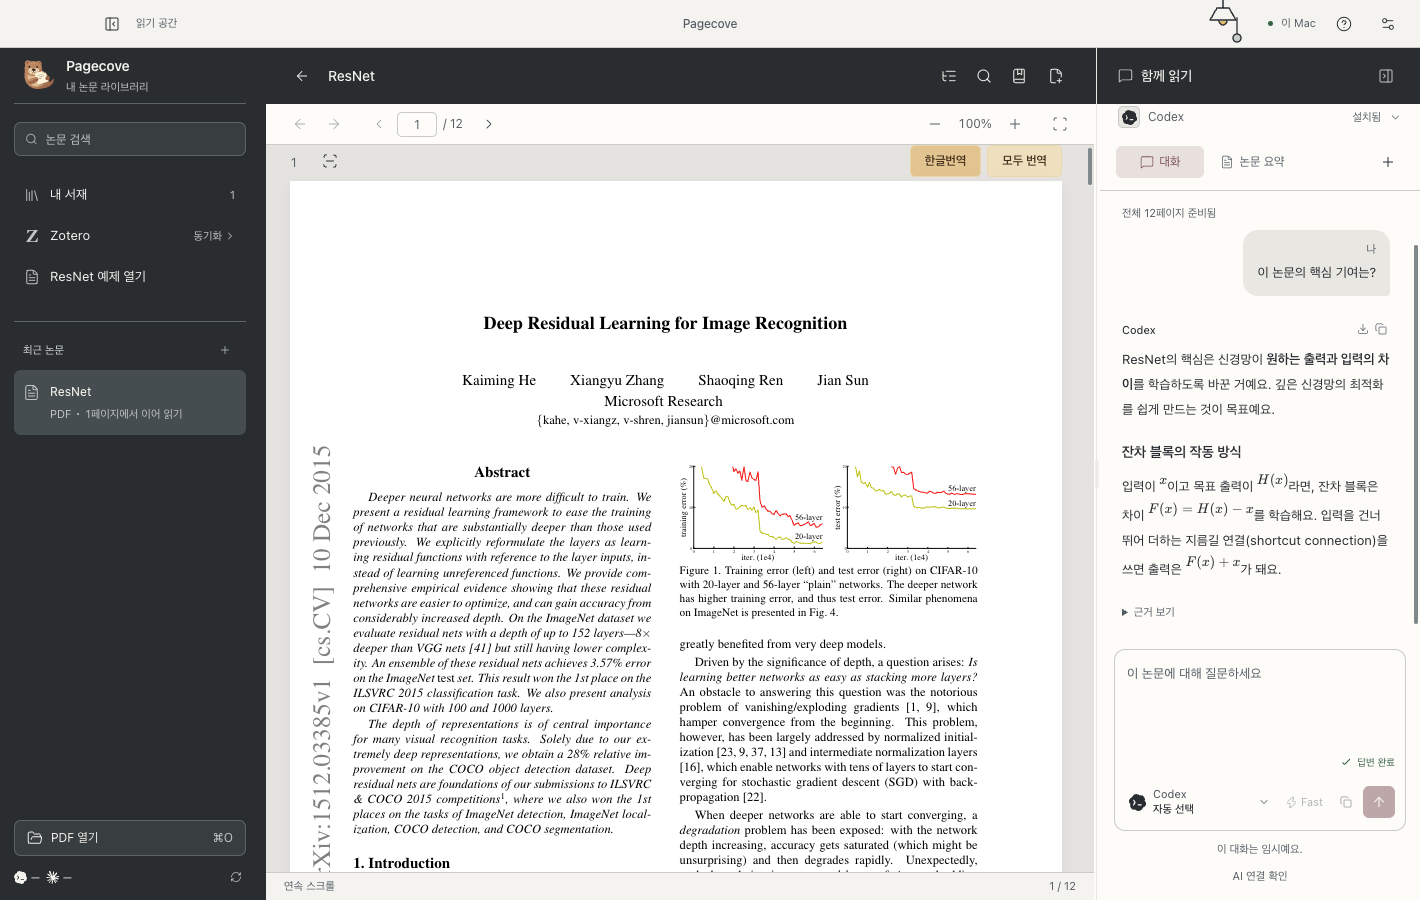 읽기 공간
Pagecove
이 Mac
Pagecove
내 논문 라이브러리
논문 검색
내 서재
1
Zotero
동기화
ResNet 예제 열기
최근 논문
ResNet
PDF • 1페이지에서 이어 읽기
PDF 열기
⌘O
ResNet
1
/ 12
100%
1
한글번역
모두 번역
Deep Residual Learning for Image Recognition
Kaiming He Xiangyu Zhang Shaoqing Ren Jian Sun
Microsoft Research
{kahe, v-xiangz, v-shren, jiansun}@microsoft.com
Xiv:1512.03385v1 [cs.CV] 10 Dec 2015
Abstract
Deeper neural networks are more difficult to train. We
present a residual learning framework to ease the training
of networks that are substantially deeper than those used
previously. We explicitly reformulate the layers as learn-
ing residual functions with reference to the layer inputs, in-
stead of learning unreferenced functions. We provide com-
prehensive empirical evidence showing that these residual
networks are easier to optimize, and can gain accuracy from
considerably increased depth. On the ImageNet dataset we
evaluate residual nets with a depth of up to 152 layers—8×
deeper than VGG nets [41] but still having lower complex-
ity. An ensemble of these residual nets achieves 3.57% error
on the ImageNet test set. This result won the 1st place on the
ILSVRC 2015 classification task. We also present analysis
on CIFAR-10 with 100 and 1000 layers.
The depth of representations is of central importance
for many visual recognition tasks. Solely due to our ex-
tremely deep representations, we obtain a 28% relative im-
provement on the COCO object detection dataset. Deep
residual nets are foundations of our submissions to ILSVRC
& COCO 2015 competitions1, where we also won the 1st
places on the tasks of ImageNet detection, ImageNet local-
ization, COCO detection, and COCO segmentation.
1. Introduction
training error (%)
56-layer
20-layer
iter. (1e4)
test error (%)
56-layer
20-layer
iter. (1e4)
Figure 1. Training error (left) and test error (right) on CIFAR-10
with 20-layer and 56-layer “plain” networks. The deeper network
has higher training error, and thus test error. Similar phenomena
on ImageNet is presented in Fig. 4.
greatly benefited from very deep models.
Driven by the significance of depth, a question arises: Is
learning better networks as easy as stacking more layers?
An obstacle to answering this question was the notorious
problem of vanishing/exploding gradients [1, 9], which
hamper convergence from the beginning. This problem,
however, has been largely addressed by normalized initial-
ization [23, 9, 37, 13] and intermediate normalization layers
[16], which enable networks with tens of layers to start con-
verging for stochastic gradient descent (SGD) with back-
propagation [22].
When deeper networks are able to start converging, a
degradation problem has been exposed: with the network
depth increasing, accuracy gets saturated (which might be
unsurprising) and then degrades rapidly. Unexpectedly,
연속 스크롤
1 / 12
함께 읽기
Codex
설치됨
대화
논문 요약
전체 12페이지 준비됨
나
이 논문의 핵심 기여는?
Codex
ResNet의 핵심은 신경망이 원하는 출력과 입력의 차
이를 학습하도록 바꾼 거예요. 깊은 신경망의 최적화
를 쉽게 만드는 것이 목표예요.
잔차 블록의 작동 방식
입력이 x이고 목표 출력이 H(x)라면, 잔차 블록은
차이 F(x) = H(x) − x를 학습해요. 입력을 건너
뛰어 더하는 지름길 연결(shortcut connection)을
쓰면 출력은 F(x) + x가 돼요.
근거 보기
이 논문에 대해 질문하세요
답변 완료
Codex
자동 선택
Fast
이 대화는 임시예요.
AI 연결 확인